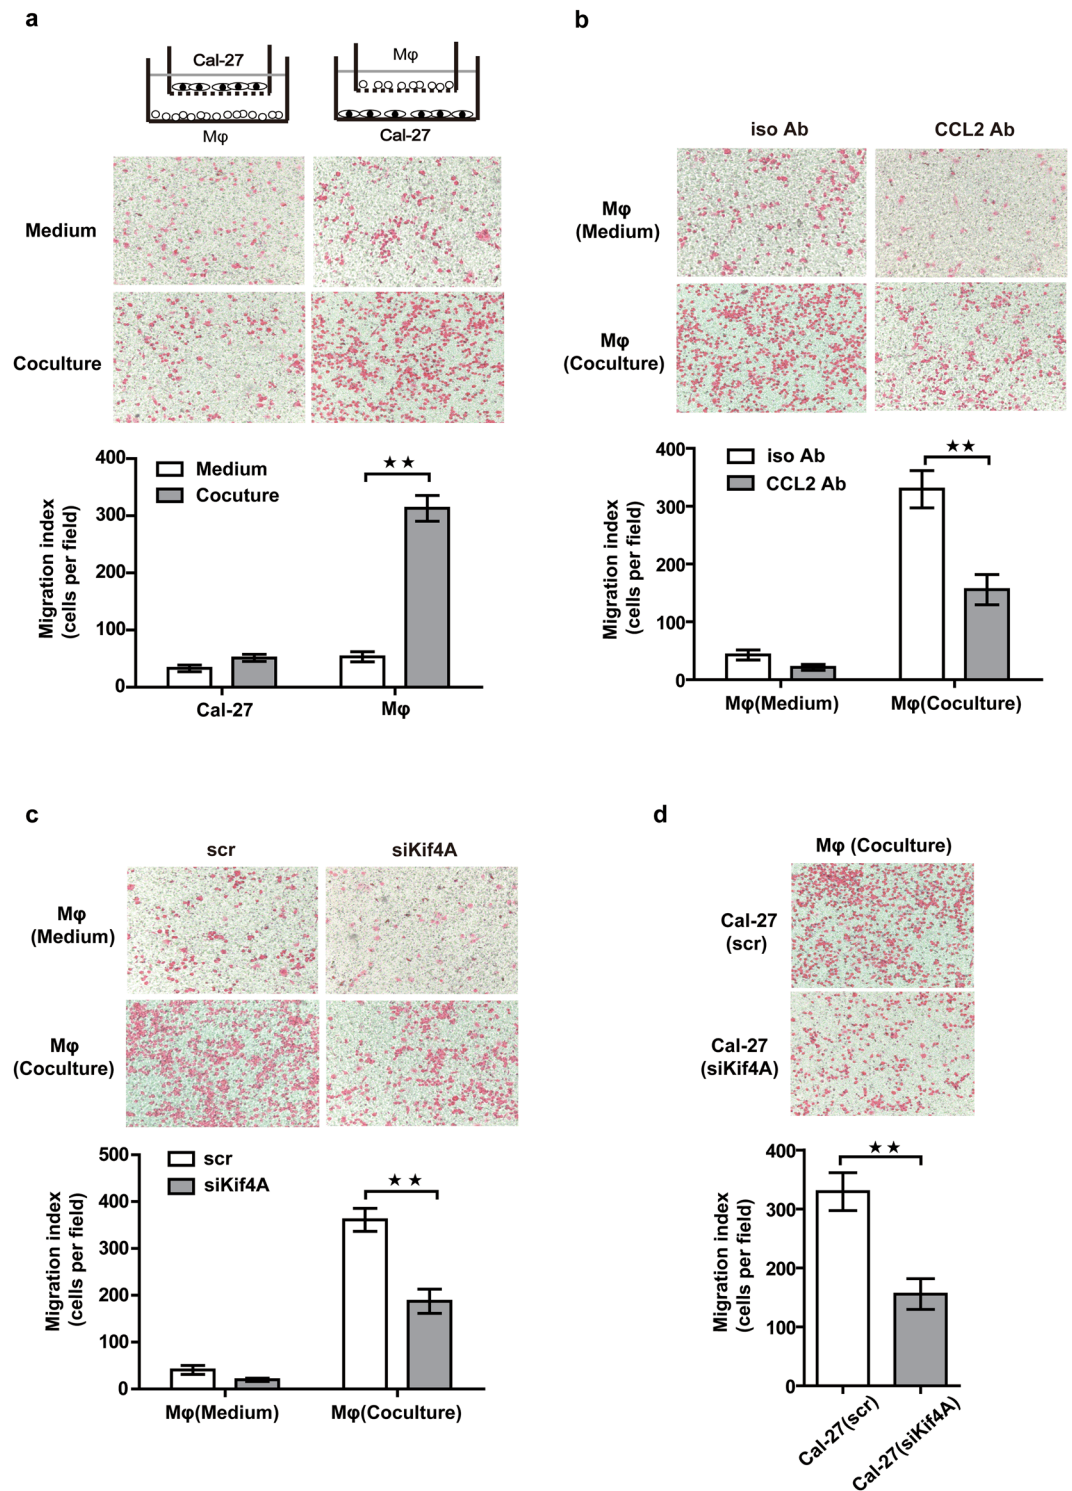 a
Cal-27
Mφ
Mφ
Cal-27
Medium
Coculture
400
300
200
100
0
Migration index
(cells per field)
Medium
Cocuture
★★
Cal-27
Mφ
b
iso Ab
CCL2 Ab
Mφ
(Medium)
Mφ
(Coculture)
400
300
200
100
0
Migration index
(cells per field)
iso Ab
CCL2 Ab
★★
Mφ(Medium)
Mφ(Coculture)
c
scr
siKif4A
Mφ
(Medium)
Mφ
(Coculture)
500
400
300
200
100
0
Migration index
(cells per field)
scr
siKif4A
★★
Mφ(Medium)
Mφ(Coculture)
d
Mφ (Coculture)
Cal-27
(scr)
Cal-27
(siKif4A)
400
300
200
100
0
Migration index
(cells per field)
★★
Cal-27(scr)
Cal-27(siKif4A)